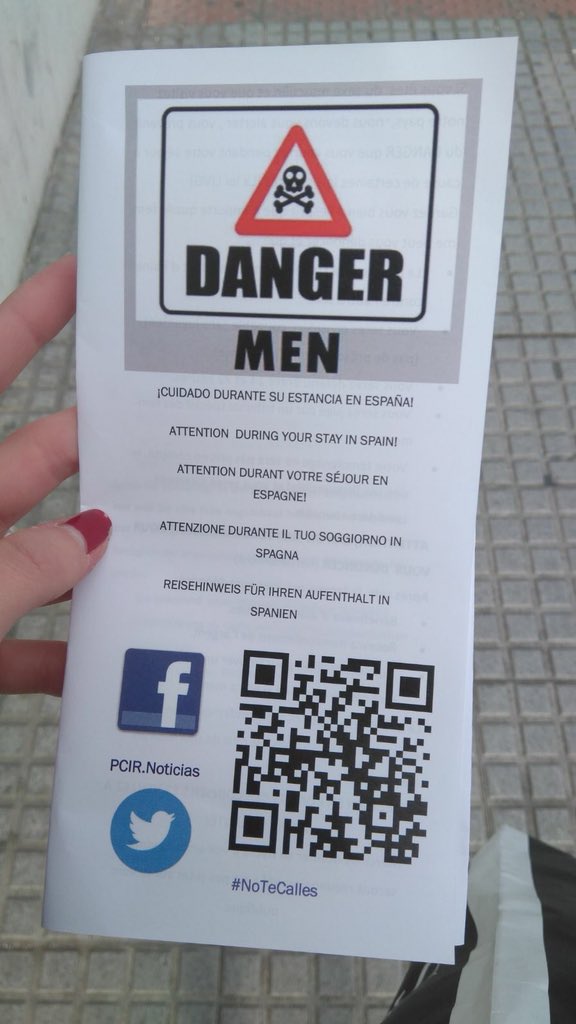 DANGER
MEN
¡CUIDADO DURANTE SU ESTANCIA EN ESPAÑA!
ATTENTION DURING YOUR STAY IN SPAIN!
ATTENTION DURANT VOTRE SÉJOUR EN
ESPAGNE!
ATTENZIONE DURANTE IL TUO SOGGIORNO IN
SPAGNA
REISEHINWEIS FÜR IHREN AUFENTHALT IN
SPANIEN
f
PCIR.Noticias
#NoTeCalles